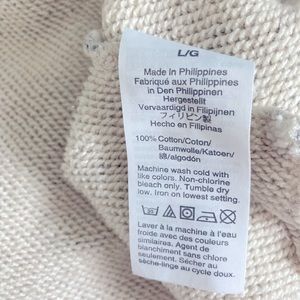 L/G
Made In Philippines
Fabriqué aux Philippines
in Den Philippinen
Hergestellt
Vervaardigd in Filipijnen
フィリピン製
Hecho en Filipinas
100% Cotton/Coton/
Baumwolle/Katoen/
綿/algodón
Machine wash cold with
like colors. Non-chlorine
bleach only. Tumble dry
low. Iron on lowest setting.
Laver à la machine à l'eau
froide avec des couleurs
similaires. Agent de
blanchiment sans chlore
seulement. Sécher au
sèche-linge au cycle doux.